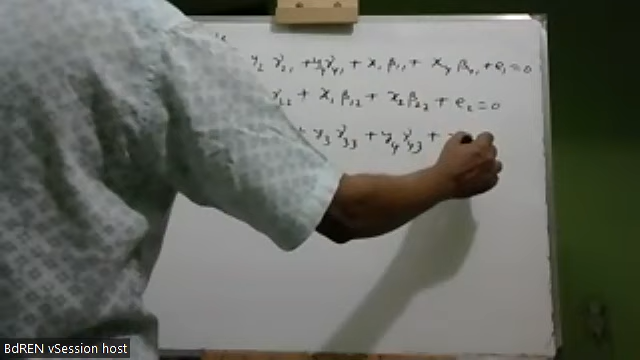 y₂ γ₂₁ + y₄ γ₄₁ + x₁ β₁₁ + x₄ β₄₁ + e₁ = 0
γ₂₂ + x₁ β₁₂ + x₂ β₂₂ + e₂ = 0
+ y₃ γ₃₃ + y₄ γ₄₃ +
BdREN vSession host